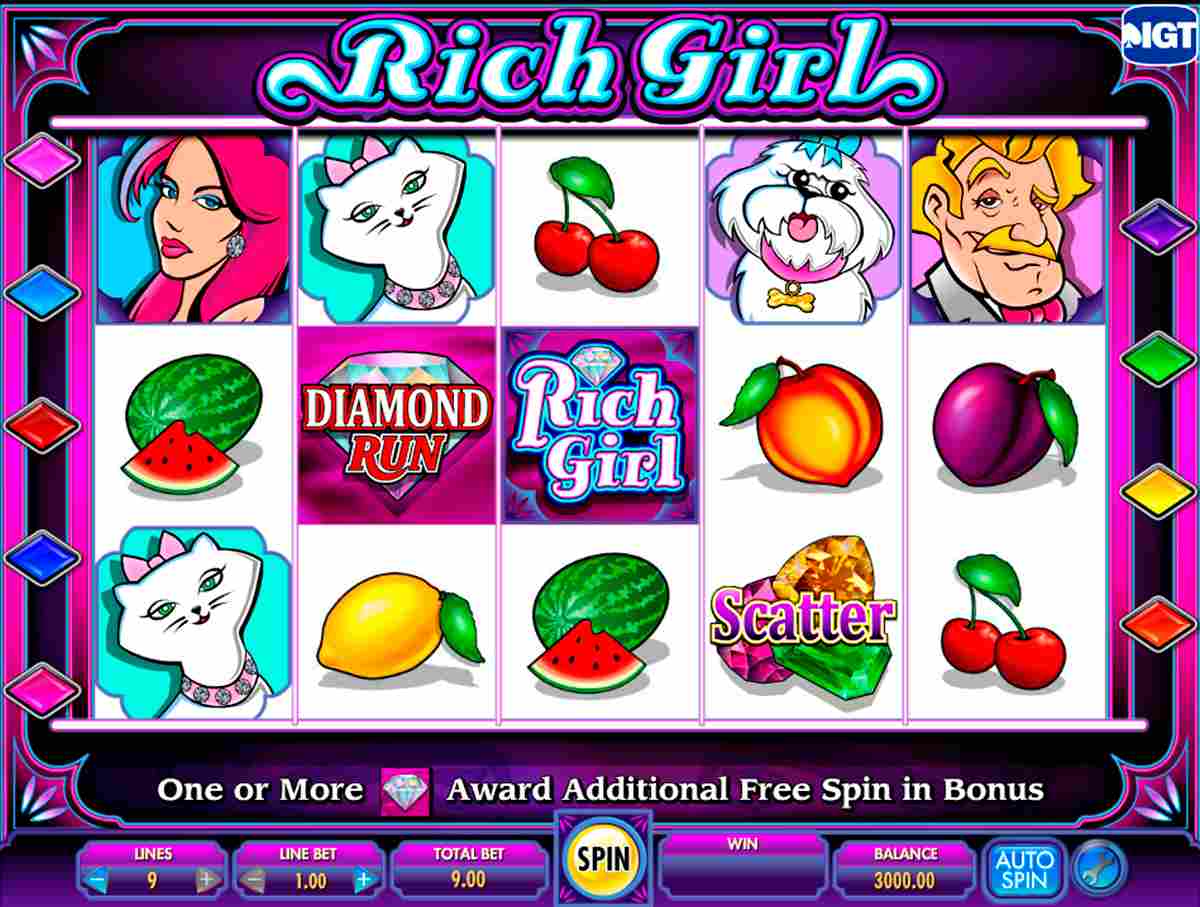 Rich Girl
IGT
DIAMOND
RUN
Rich
Girl
Scatter
One or More Award Additional Free Spin in Bonus
LINES
9
LINE BET
1.00
TOTAL BET
9.00
SPIN
WIN
BALANCE
3000.00
AUTO
SPIN